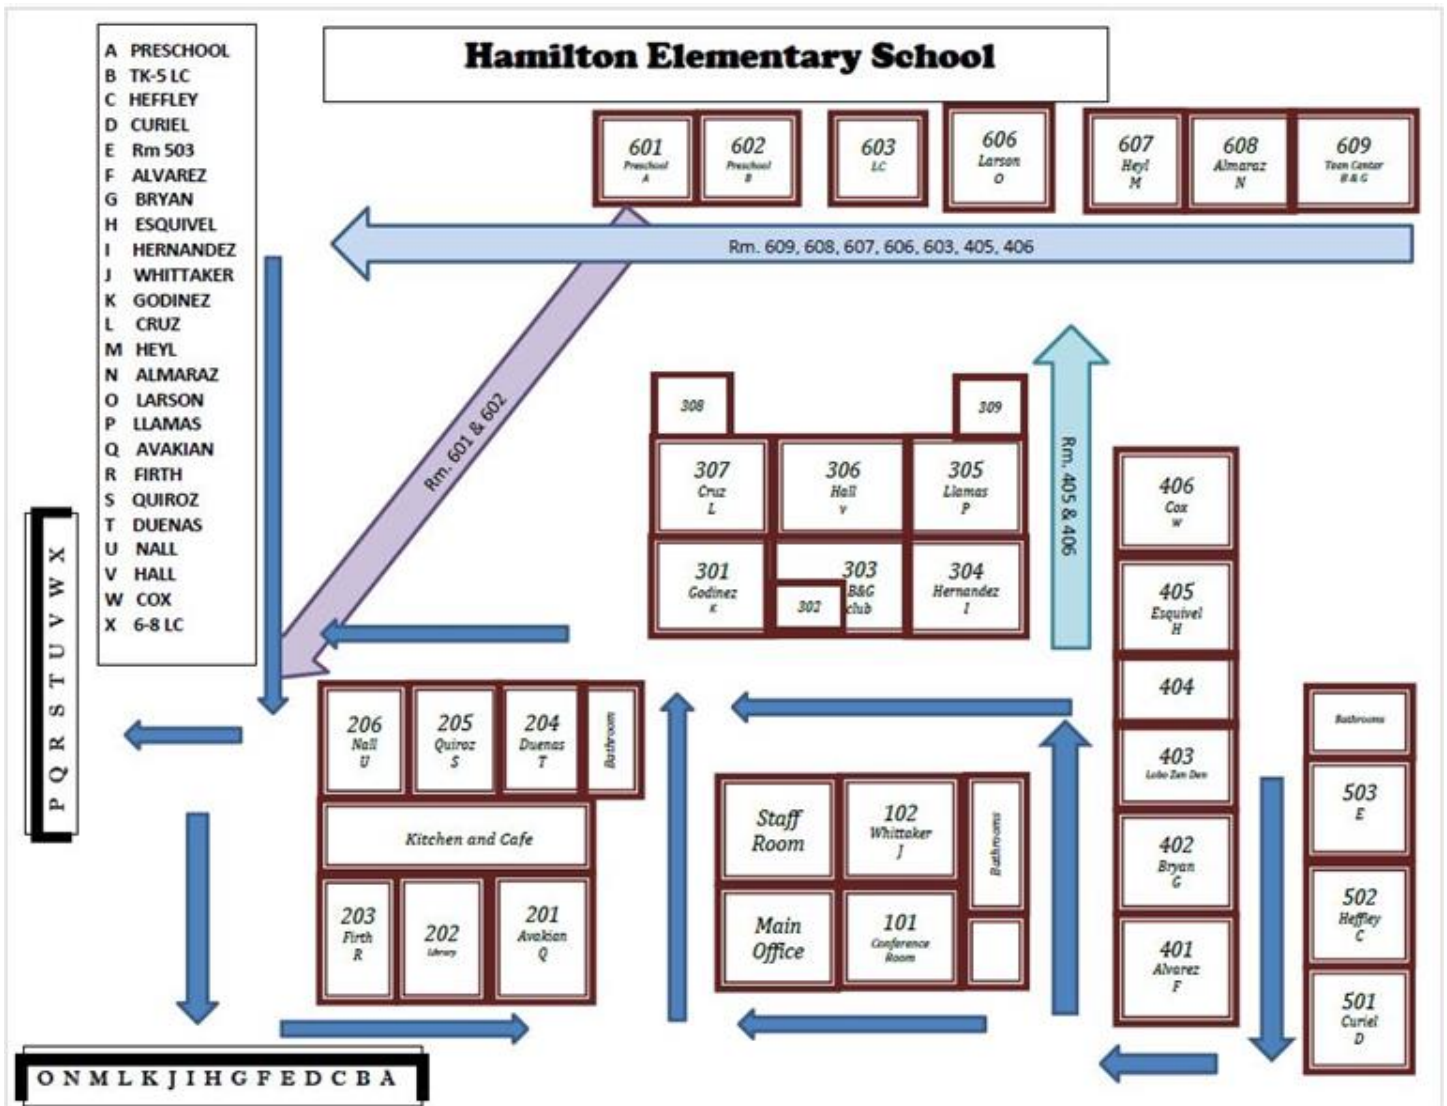 Hamilton Elementary School
A PRESCHOOL
B TK-5 LC
C HEFFLEY
D CURIEL
E Rm 503
F ALVAREZ
G BRYAN
H ESQUIVEL
I HERNANDEZ
J WHITTAKER
K GODINEZ
L CRUZ
M HEYL
N ALMARAZ
O LARSON
P LLAMAS
Q AVAKIAN
R FIRTH
S QUIROZ
T DUENAS
U NALL
V HALL
W COX
X 6-8 LC
601
Preschool
A
602
Preschool
B
603
LC
606
Larson
O
607
Heyl
M
608
Almaraz
N
609
Teen Center
B & G
Rm. 609, 608, 607, 606, 603, 405, 406
Rm. 601 & 602
Rm. 405 & 406
308
309
307
Cruz
L
306
Hall
v
305
Llamas
P
301
Godinez
K
302
303
B&G
club
304
Hernandez
I
406
Cox
w
405
Esquivel
H
404
403
Lobo Zen Den
402
Bryan
G
401
Alvarez
F
Bathrooms
503
E
502
Heffley
C
501
Curiel
D
206
Nall
U
205
Quiroz
S
204
Duenas
T
Bathroom
Kitchen and Cafe
203
Firth
R
202
Library
201
Avakian
Q
Staff
Room
102
Whittaker
J
Bathrooms
Main
Office
101
Conference
Room
P Q R S T U V W X
O N M L K J I H G F E D C B A